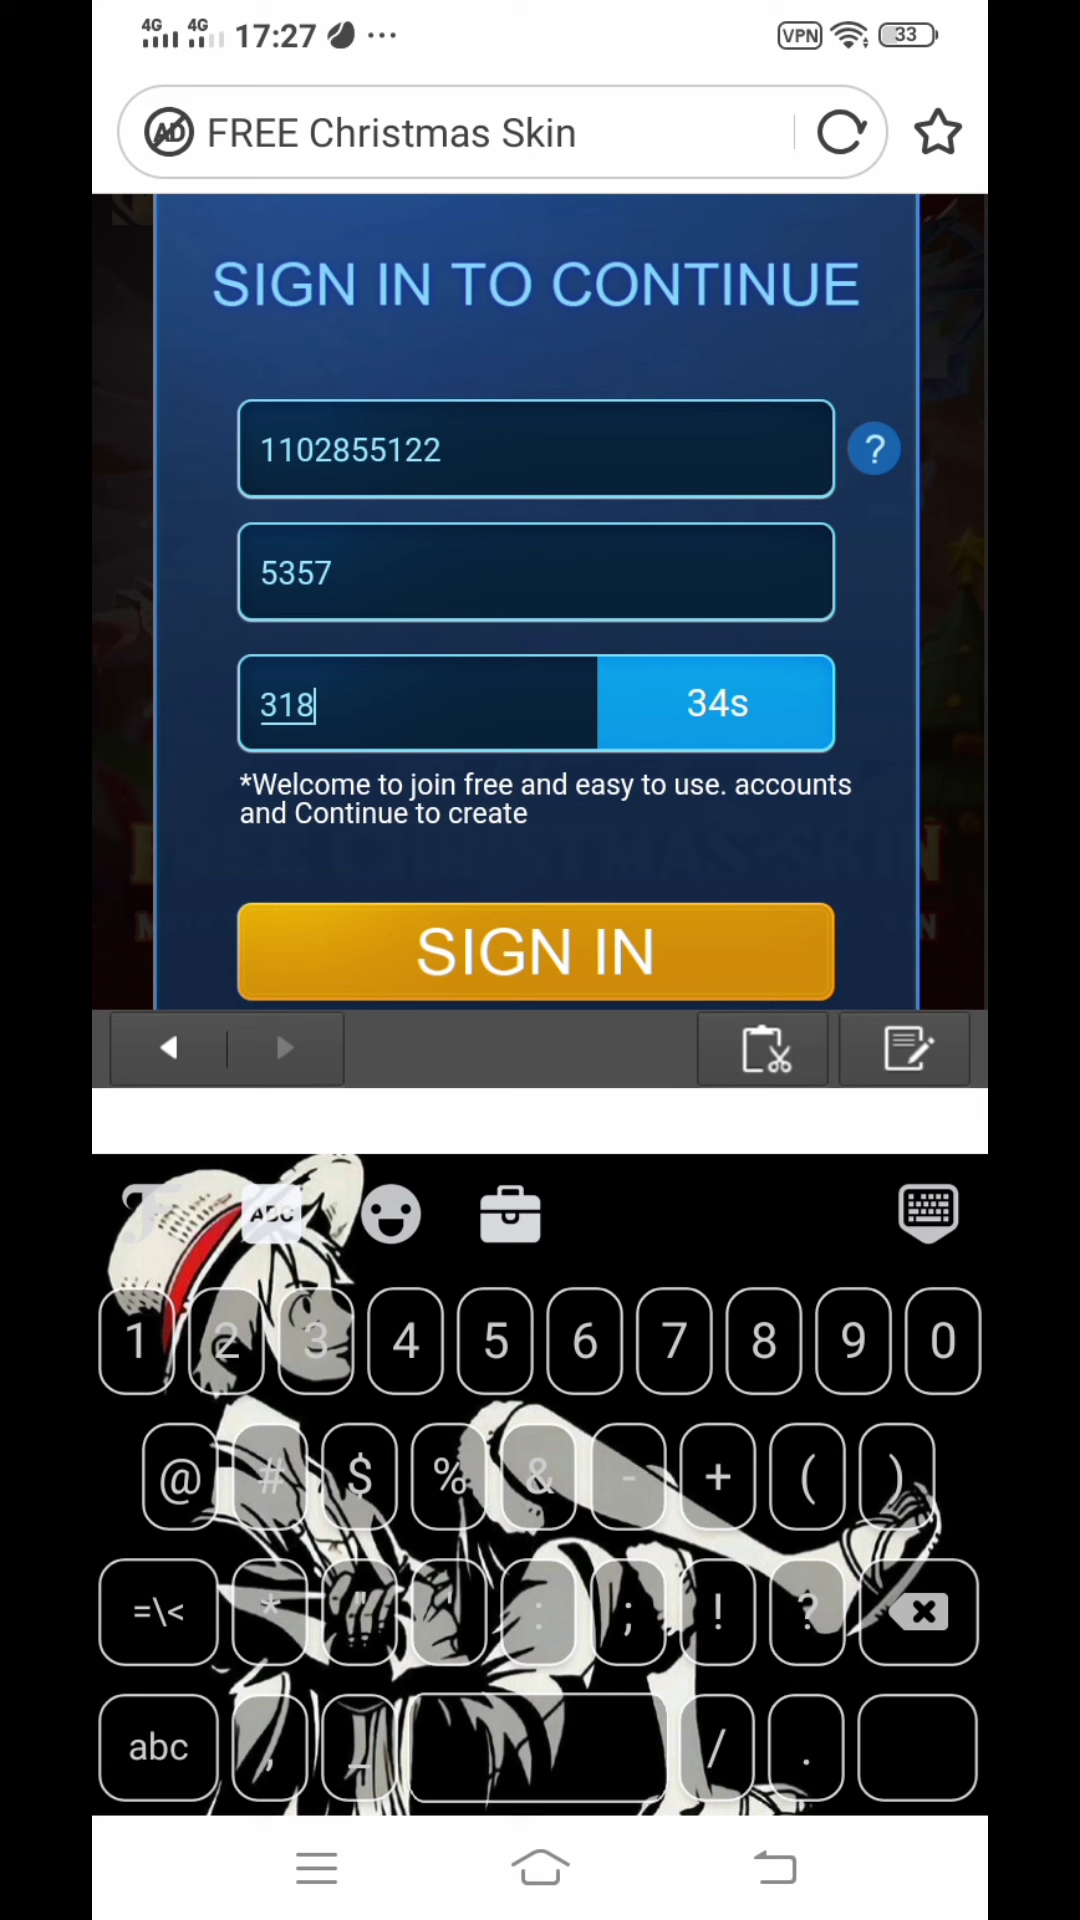 4G 4G 17:27 ... VPN 33
AD FREE Christmas Skin
SIGN IN TO CONTINUE
1102855122 ?
5357
318 34s
*Welcome to join free and easy to use. accounts
and Continue to create
SIGN IN
ABC
1 2 3 4 5 6 7 8 9 0
@ # $ % & - + ( )
=\< * " ' : ; ! ?
abc , _ / .